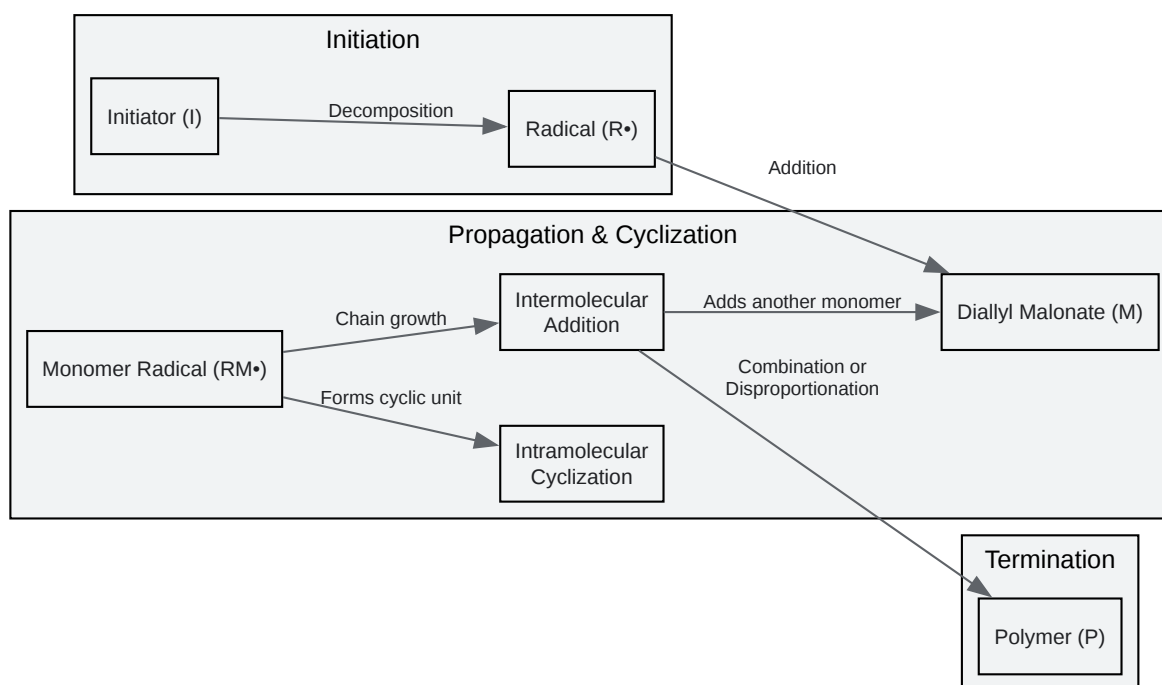 Initiation
Initiator (I)
Decomposition
Radical (R•)
Addition
Propagation & Cyclization
Monomer Radical (RM•)
Chain growth
Forms cyclic unit
Intermolecular
Addition
Intramolecular
Cyclization
Adds another monomer
Diallyl Malonate (M)
Combination or
Disproportionation
Termination
Polymer (P)